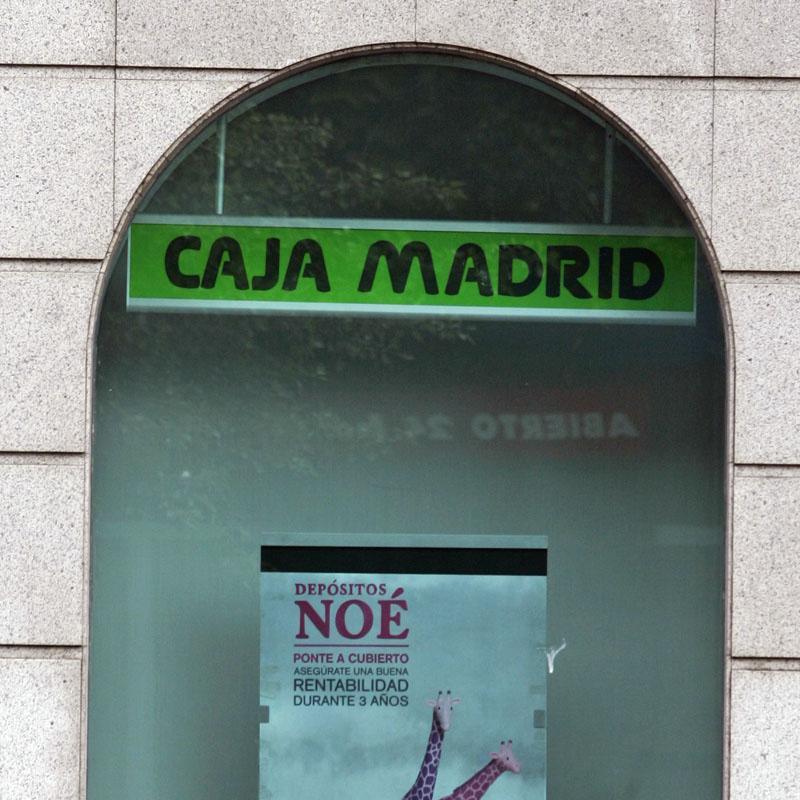 CAJA MADRID
ABIERTO 24
DEPÓSITOS
NOÉ
PONTE A CUBIERTO
ASEGÚRATE UNA BUENA
RENTABILIDAD
DURANTE 3 AÑOS